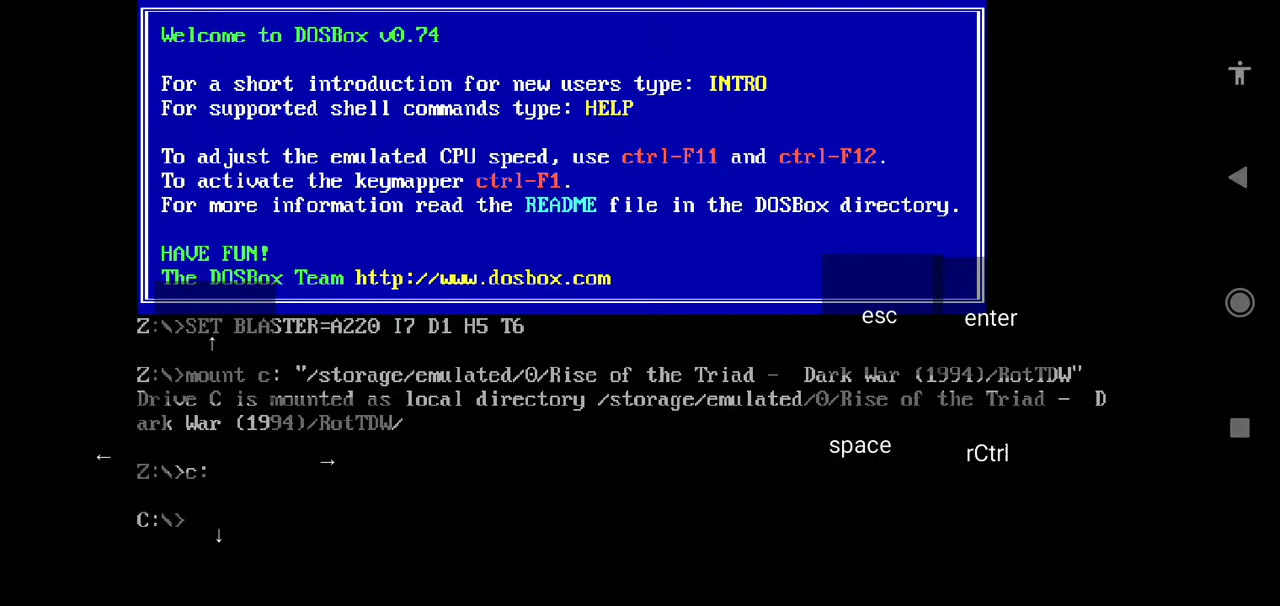 Welcome to DOSBox v0.74
For a short introduction for new users type: INTRO
For supported shell commands type: HELP
To adjust the emulated CPU speed, use ctrl-F11 and ctrl-F12.
To activate the keymapper ctrl-F1.
For more information read the README file in the DOSBox directory.
HAVE FUN!
The DOSBox Team http://www.dosbox.com
Z:\>SET BLASTER=A220 I7 D1 H5 T6
esc
enter
↑
Z:\>mount c: "/storage/emulated/0/Rise of the Triad -  Dark War (1994)/RotTDW"
Drive C is mounted as local directory /storage/emulated/0/Rise of the Triad -  D
ark War (1994)/RotTDW/
space
rCtrl
← →
Z:\>c:
C:\>
↓